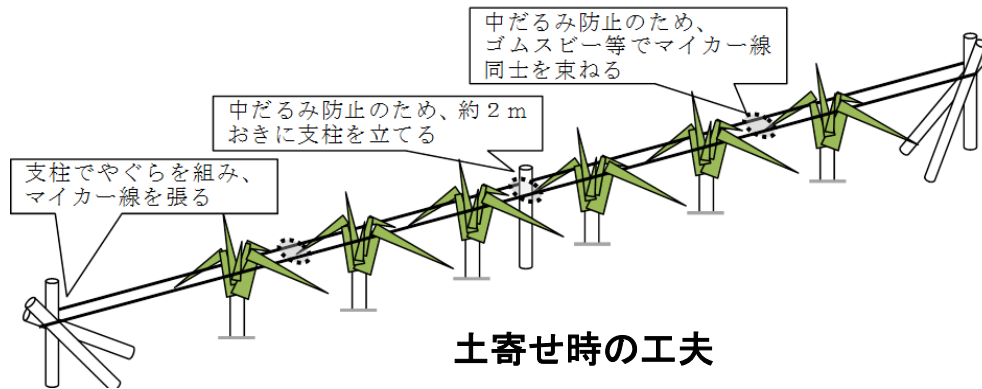 中だるみ防止のため、
ゴムスビー等でマイカー線
同士を束ねる
中だるみ防止のため、約２ｍ
おきに支柱を立てる
支柱でやぐらを組み、
マイカー線を張る
土寄せ時の工夫